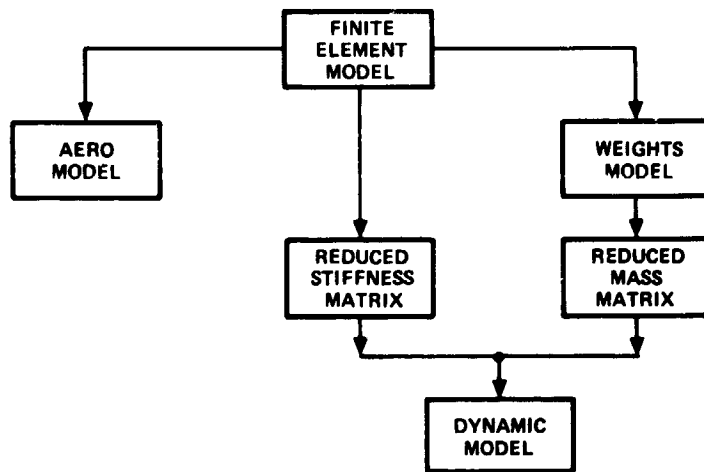 FINITE
ELEMENT
MODEL
AERO
MODEL
WEIGHTS
MODEL
REDUCED
STIFFNESS
MATRIX
REDUCED
MASS
MATRIX
DYNAMIC
MODEL